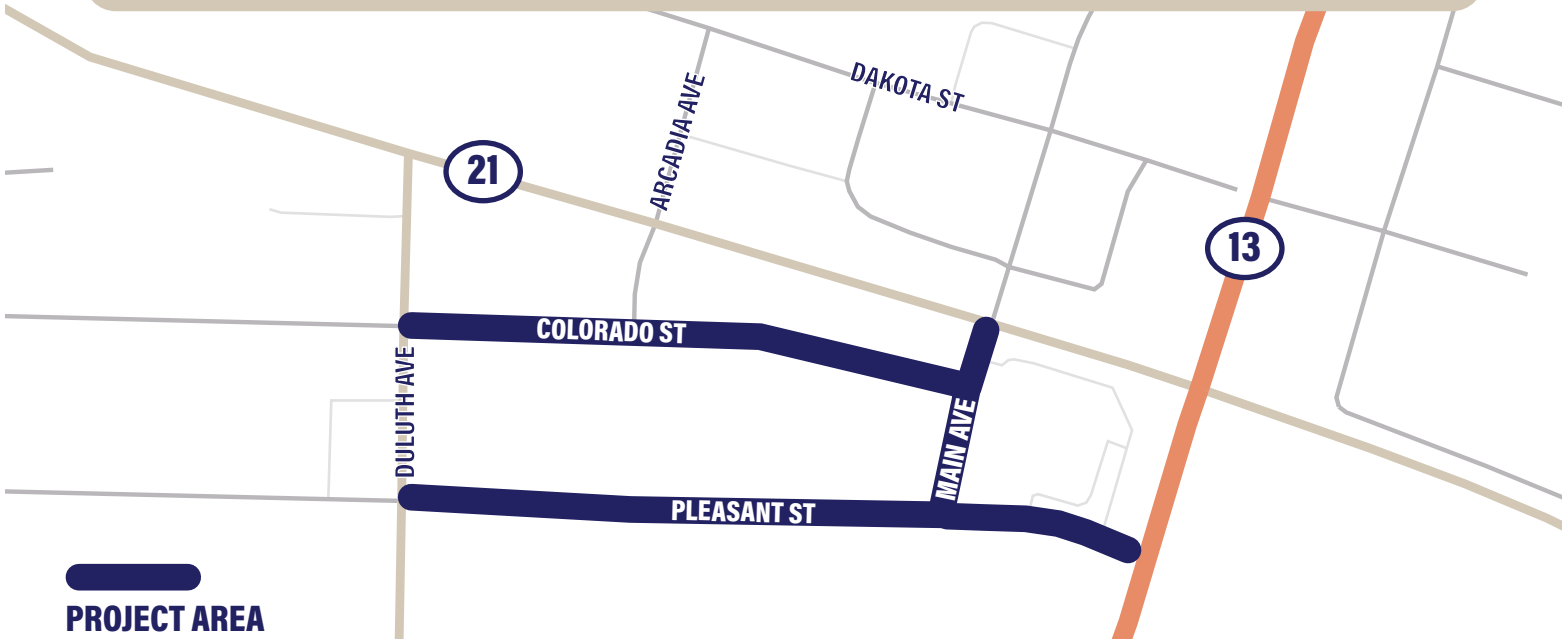 DAKOTA ST
ARCADIA AVE
21
13
COLORADO ST
DULUTH AVE
MAIN AVE
PLEASANT ST
PROJECT AREA